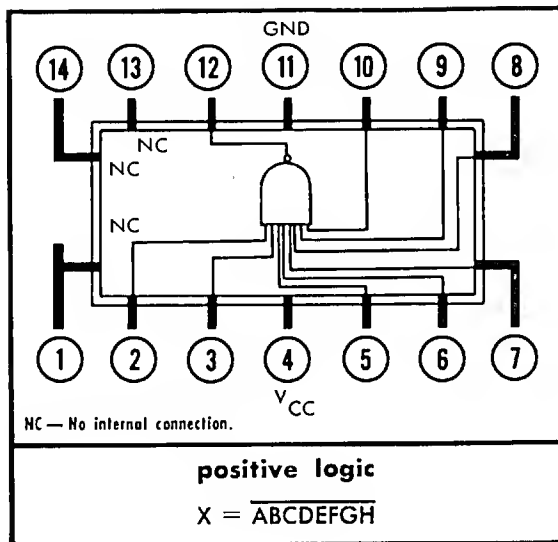 GND
14 13 12 11 10 9 8
NC
NC
NC
1 2 3 4 5 6 7
VCC
NC — No internal connection.
positive logic
X = ABCDEFGH